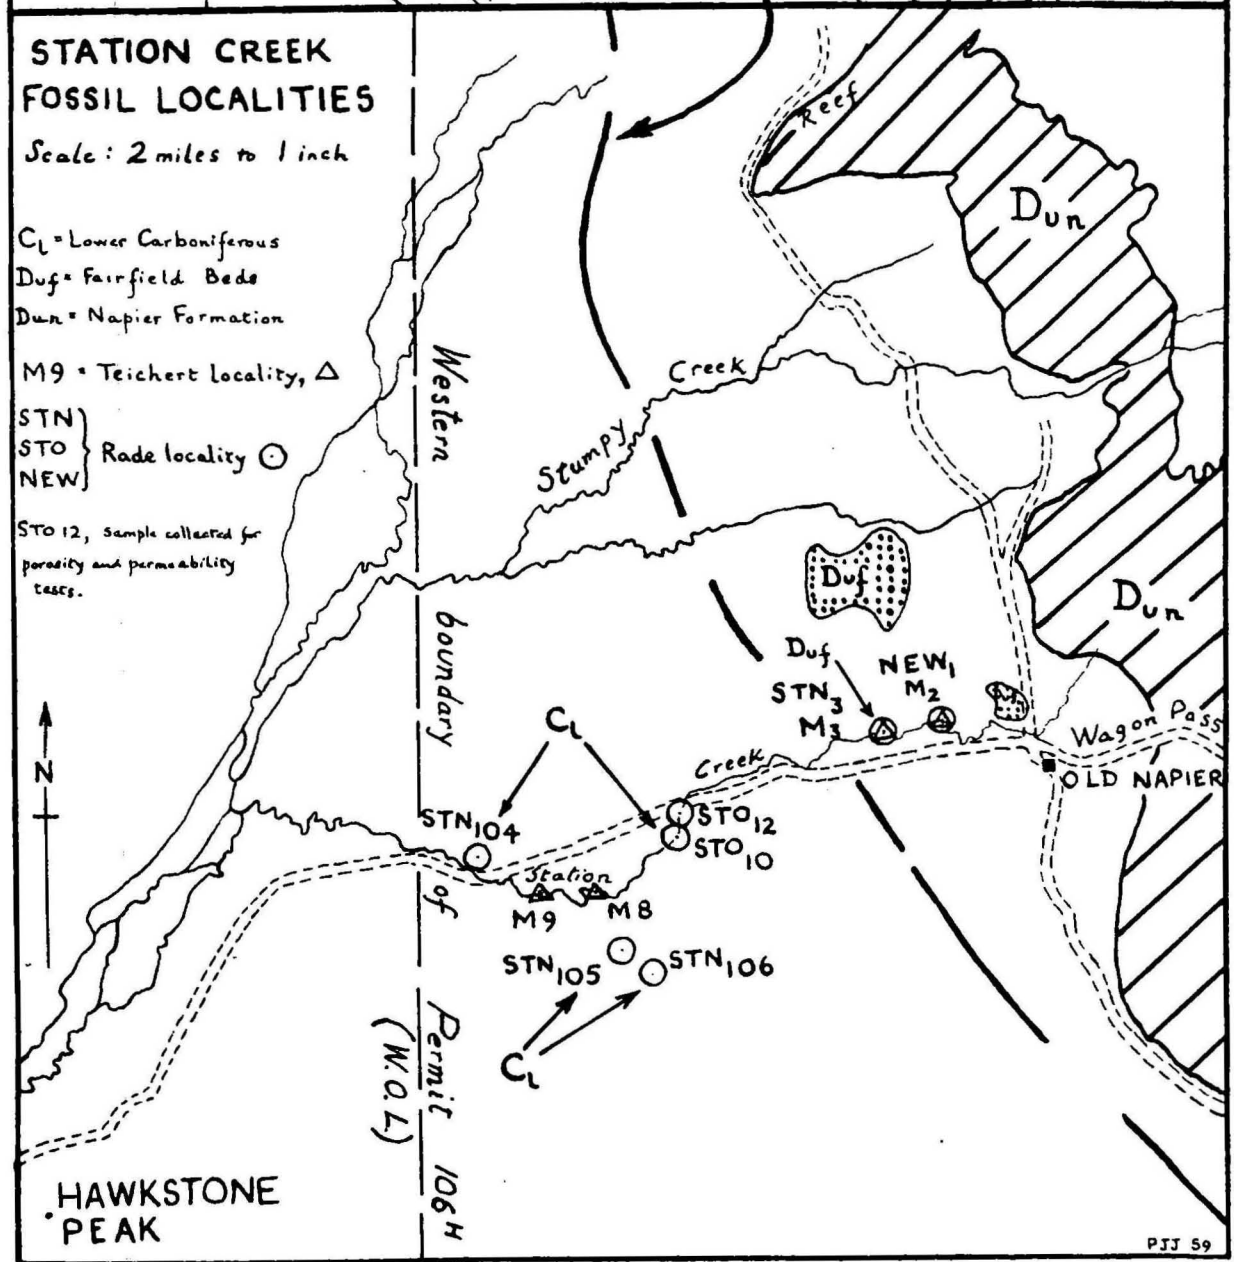 STATION CREEK
FOSSIL LOCALITIES
Scale: 2 miles to 1 inch
CL = Lower Carboniferous
Duf = Fairfield Beds
Dun = Napier Formation
M9 = Teichert locality, △
STN
STO
NEW
Rade locality ⊙
STO 12, sample collected for
porosity and permeability
tests.
Reef
Dun
Western boundary of Permit 106H
(W.O.L)
Stumpy Creek
Duf
Dun
Duf
NEW1
M2
STN3
M3
Wagon Pass
OLD NAPIER
CL
Creek
N
STN104
STO12
STO10
Station
M9
M8
STN105
STN106
CL
HAWKSTONE
PEAK
PJJ 59